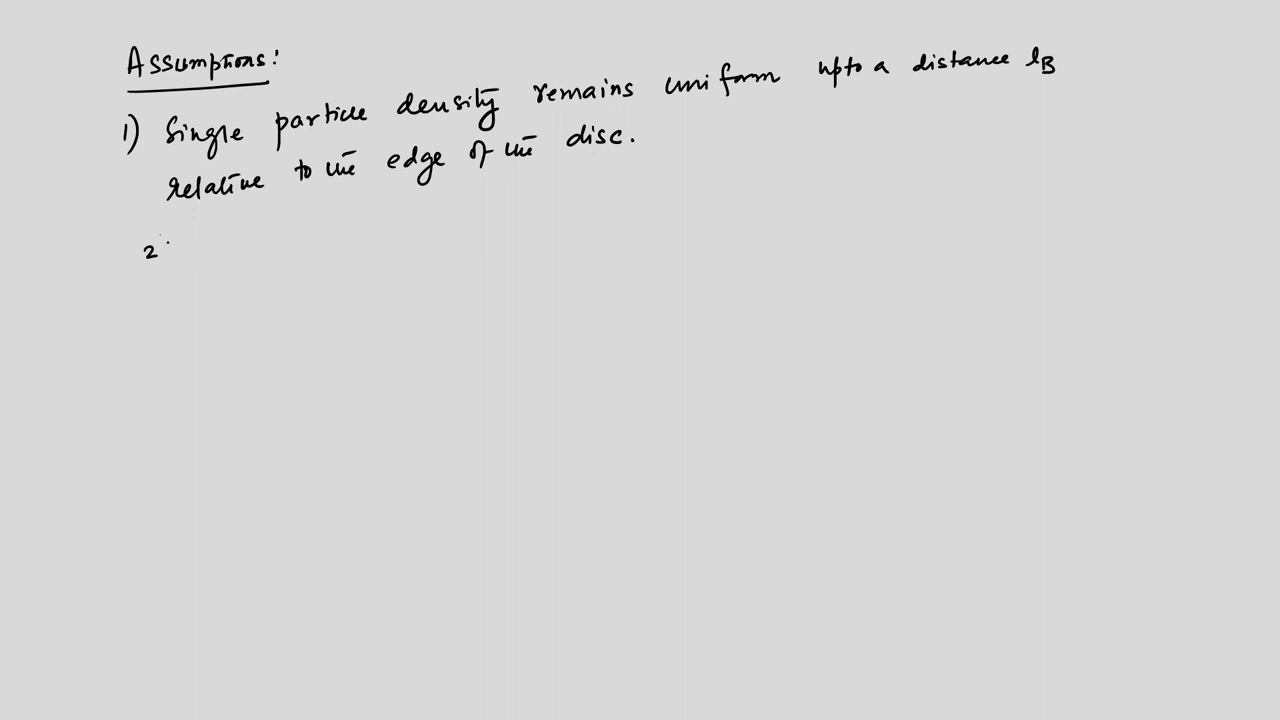 Assumptions:
1) Single particle density remains uniform upto a distance lB
relative to the edge of the disc.
2